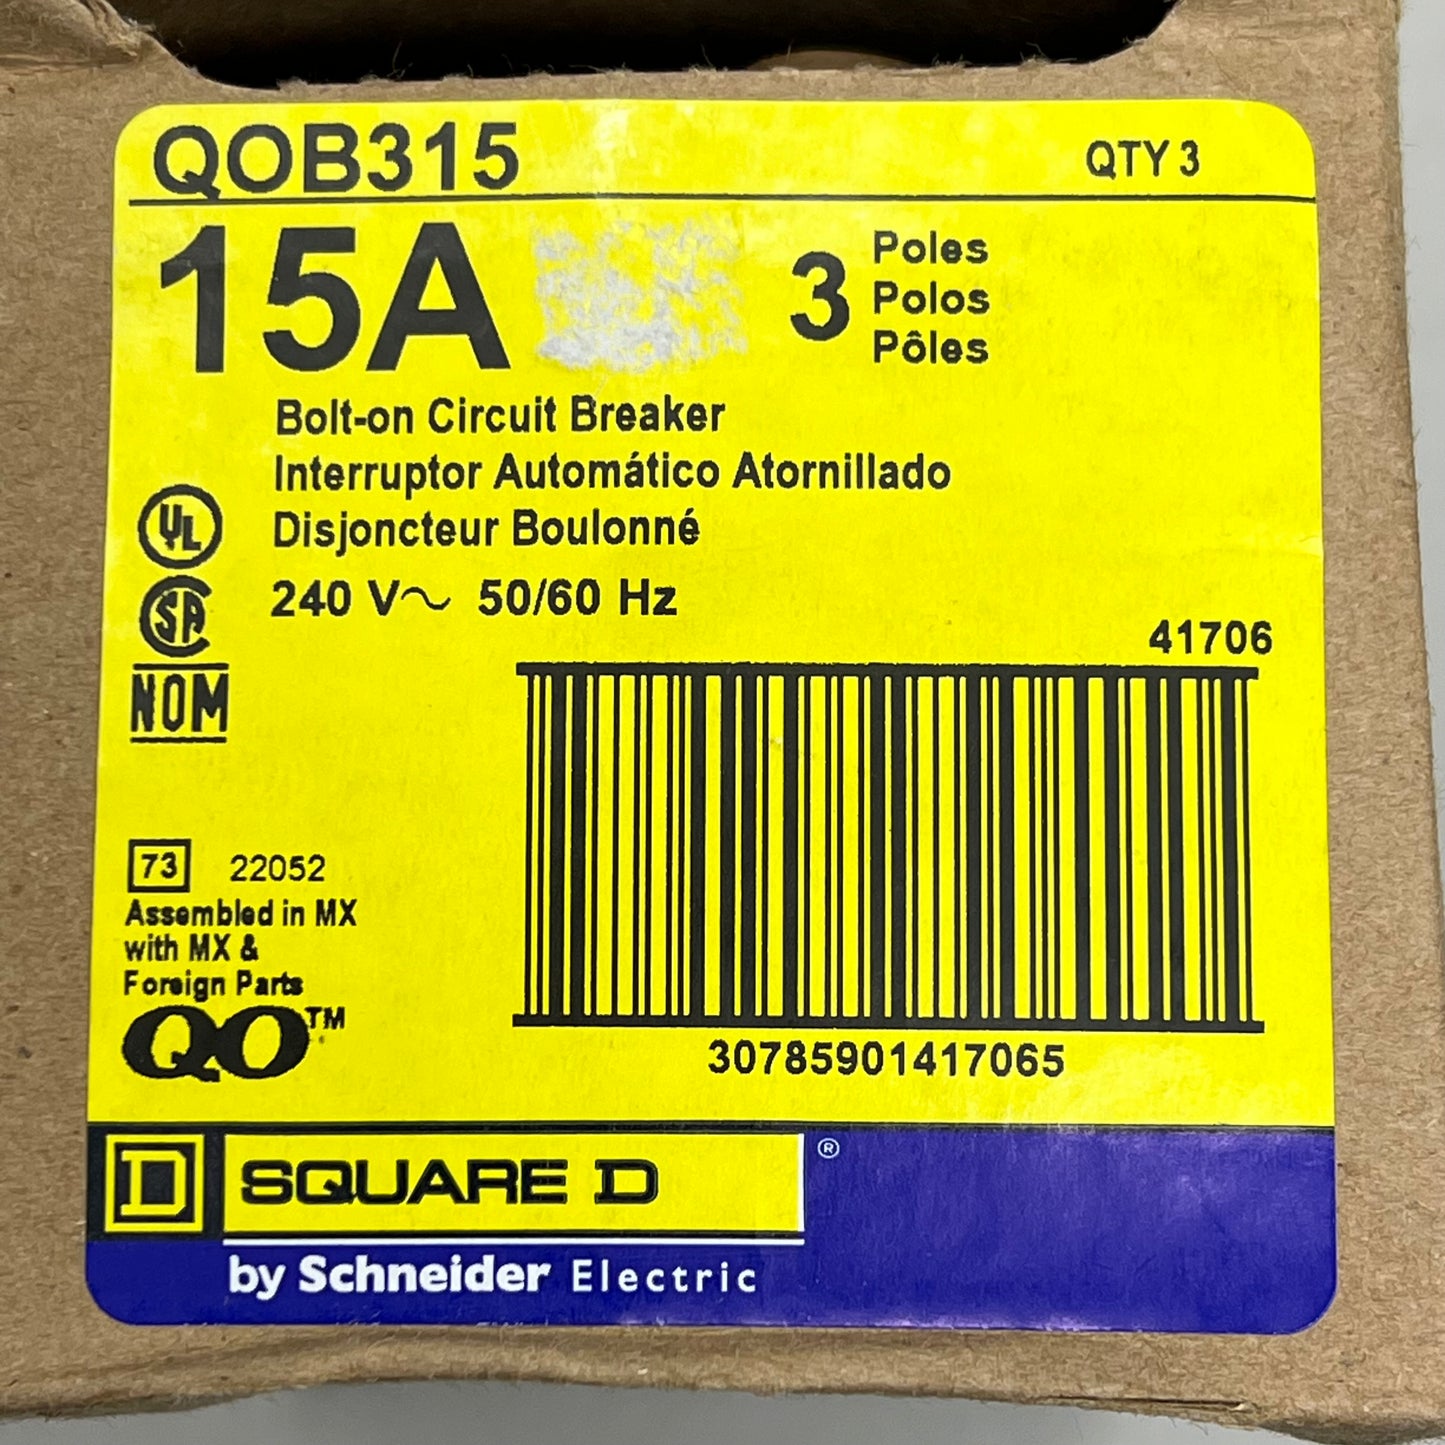 QOB315 QTY 3
15A 3 Poles
Polos
Pôles
Bolt-on Circuit Breaker
Interruptor Automático Atornillado
Disjoncteur Boulonné
240 V~ 50/60 Hz
UL
SA
NOM
41706
73 22052
Assembled in MX
with MX &
Foreign Parts
QO™
30785901417065
D SQUARE D ®
by Schneider Electric